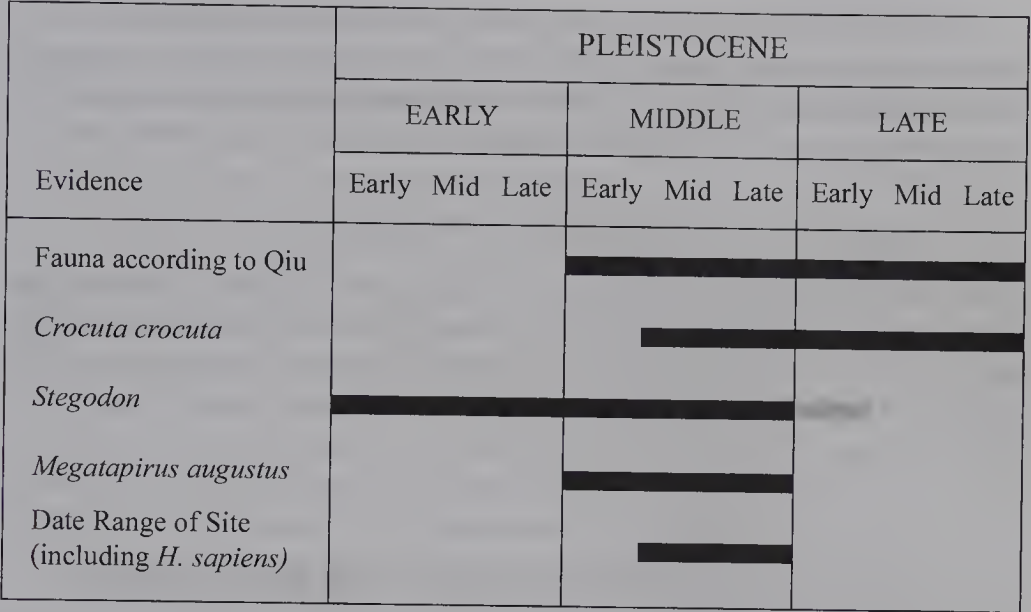 PLEISTOCENE
EARLY MIDDLE LATE
Evidence Early Mid Late Early Mid Late Early Mid Late
Fauna according to Qiu
Crocuta crocuta
Stegodon
Megatapirus augustus
Date Range of Site
(including H. sapiens)